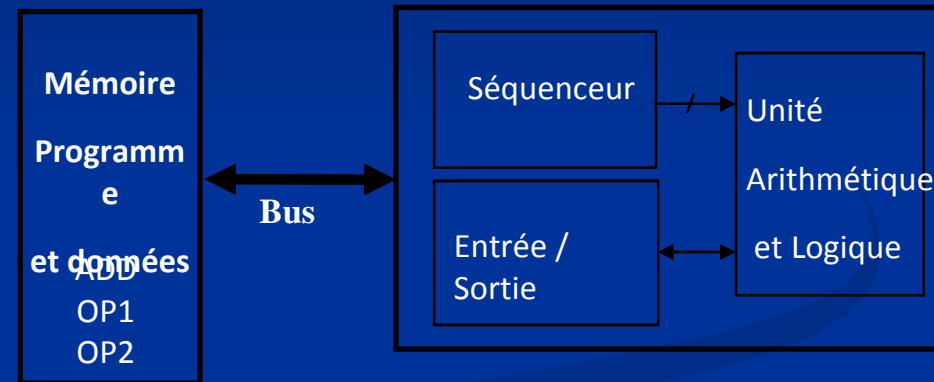 Mémoire
Programm
e
et données
ADD
OP1
OP2
Bus
Séquenceur
Entrée /
Sortie
Unité
Arithmétique
et Logique